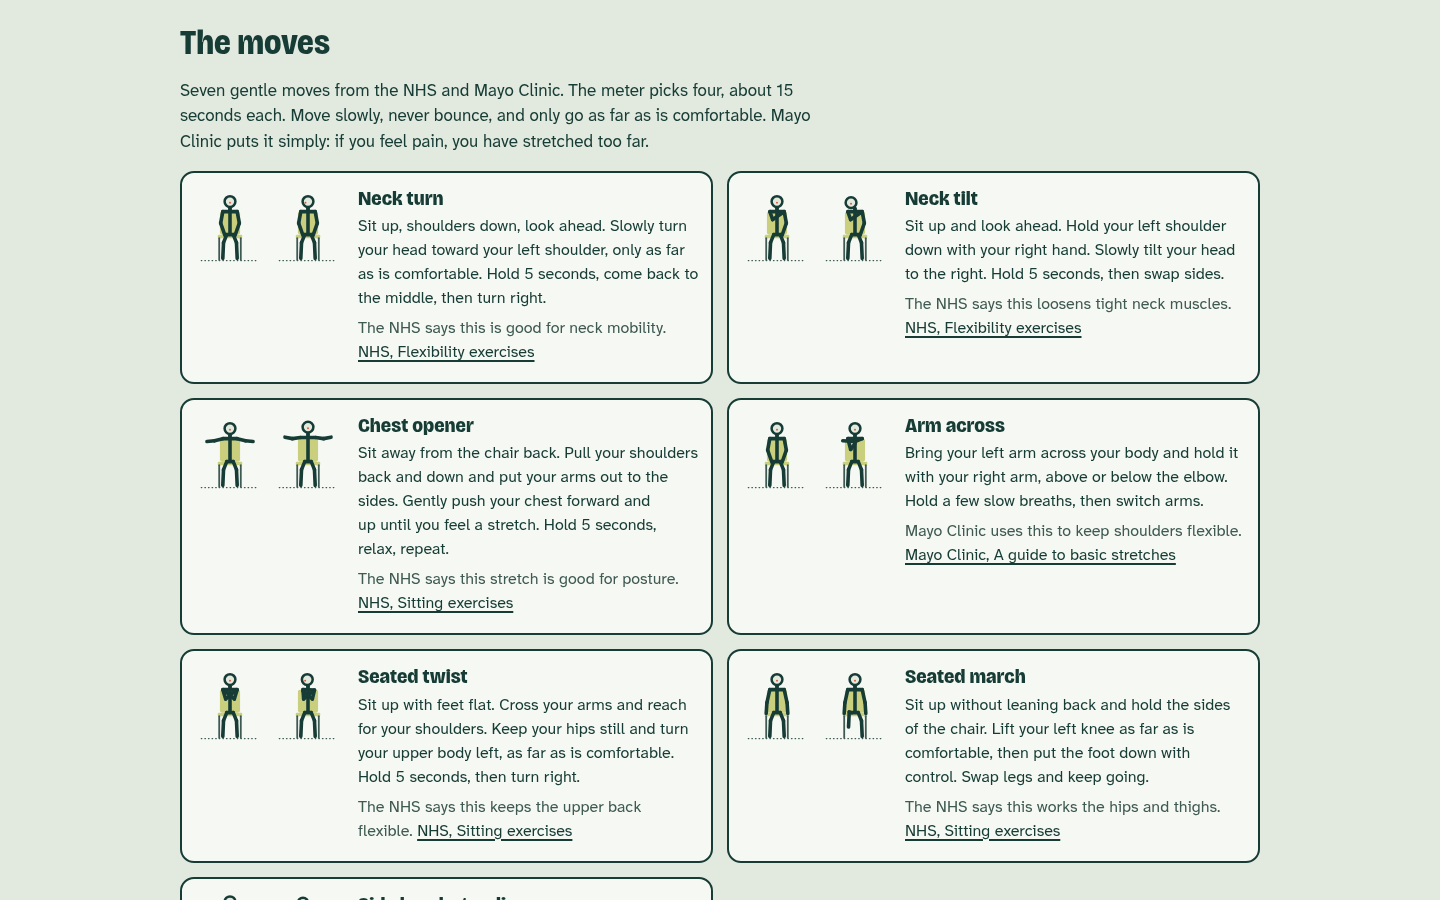 The moves
Seven gentle moves from the NHS and Mayo Clinic. The meter picks four, about 15
seconds each. Move slowly, never bounce, and only go as far as is comfortable. Mayo
Clinic puts it simply: if you feel pain, you have stretched too far.
Neck turn
Sit up, shoulders down, look ahead. Slowly turn
your head toward your left shoulder, only as far
as is comfortable. Hold 5 seconds, come back to
the middle, then turn right.
The NHS says this is good for neck mobility.
NHS, Flexibility exercises
Neck tilt
Sit up and look ahead. Hold your left shoulder
down with your right hand. Slowly tilt your head
to the right. Hold 5 seconds, then swap sides.
The NHS says this loosens tight neck muscles.
NHS, Flexibility exercises
Chest opener
Sit away from the chair back. Pull your shoulders
back and down and put your arms out to the
sides. Gently push your chest forward and
up until you feel a stretch. Hold 5 seconds,
relax, repeat.
The NHS says this stretch is good for posture.
NHS, Sitting exercises
Arm across
Bring your left arm across your body and hold it
with your right arm, above or below the elbow.
Hold a few slow breaths, then switch arms.
Mayo Clinic uses this to keep shoulders flexible.
Mayo Clinic, A guide to basic stretches
Seated twist
Sit up with feet flat. Cross your arms and reach
for your shoulders. Keep your hips still and turn
your upper body left, as far as is comfortable.
Hold 5 seconds, then turn right.
The NHS says this keeps the upper back
flexible. NHS, Sitting exercises
Seated march
Sit up without leaning back and hold the sides
of the chair. Lift your left knee as far as is
comfortable, then put the foot down with
control. Swap legs and keep going.
The NHS says this works the hips and thighs.
NHS, Sitting exercises